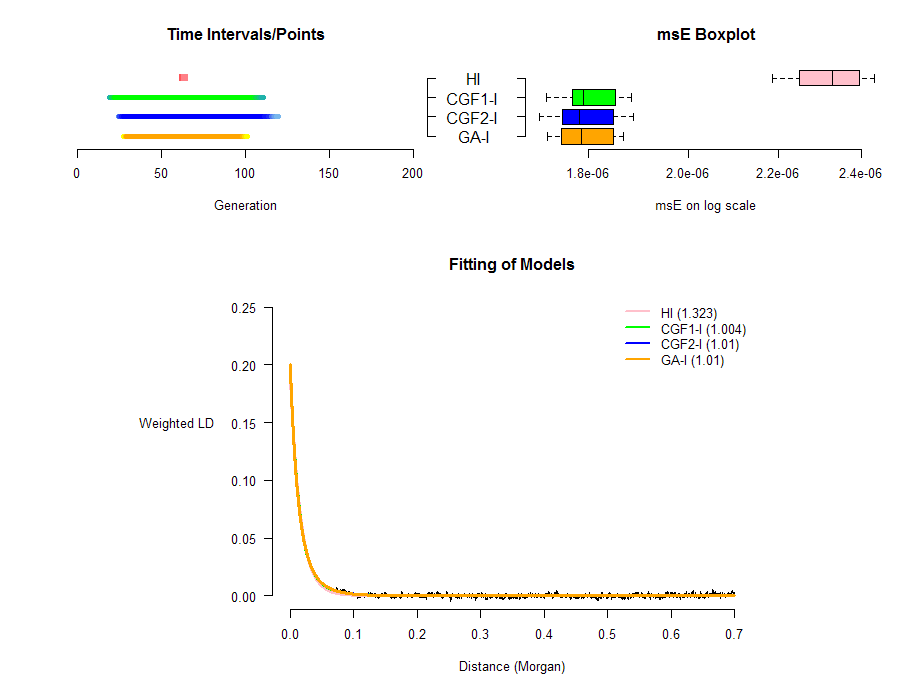 Time Intervals/Points
msE Boxplot
HI
CGF1-I
CGF2-I
GA-I
0 50 100 150 200
1.8e-06 2.0e-06 2.2e-06 2.4e-06
Generation
msE on log scale
Fitting of Models
0.25
0.20
0.15
0.10
0.05
0.00
Weighted LD
HI (1.323)
CGF1-I (1.004)
CGF2-I (1.01)
GA-I (1.01)
0.0 0.1 0.2 0.3 0.4 0.5 0.6 0.7
Distance (Morgan)